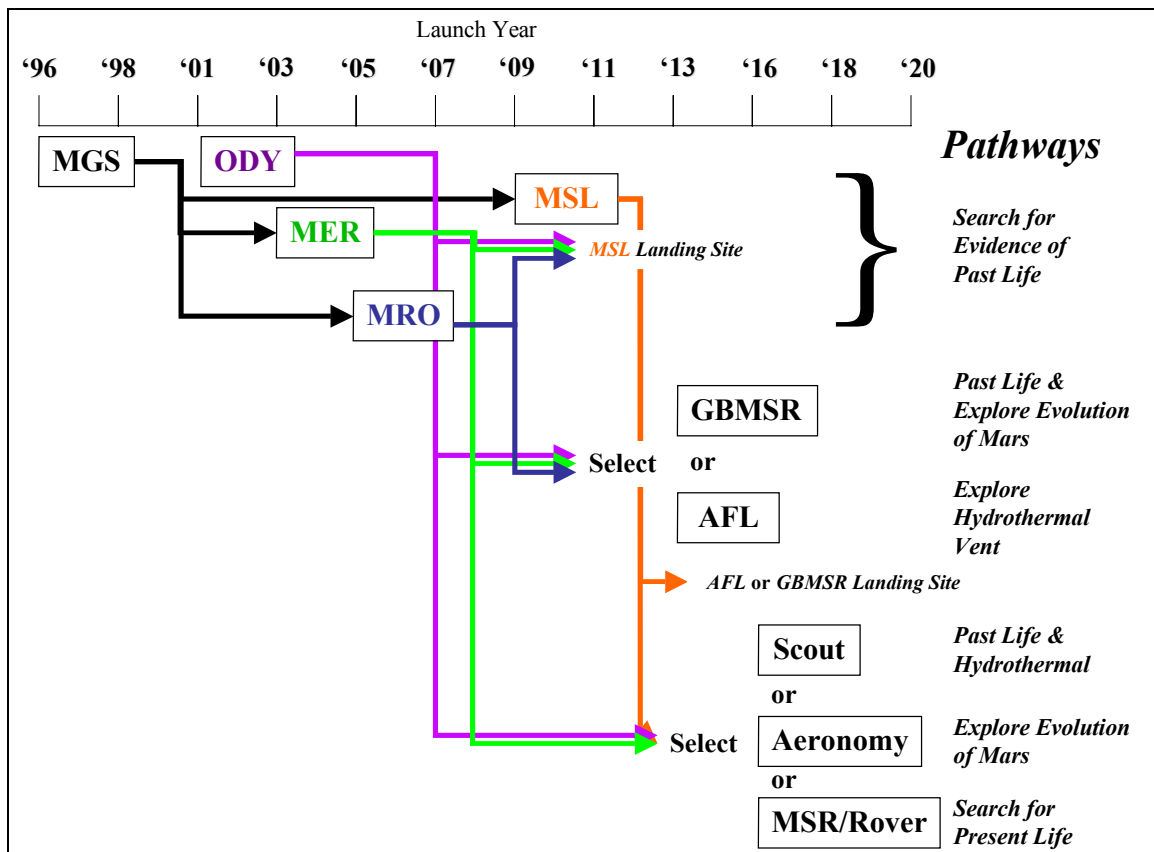 Launch Year
‘96 ‘98 ‘01 ‘03 ‘05 ‘07 ‘09 ‘11 ‘13 ‘16 ‘18 ‘20
Pathways
MGS
ODY
MSL
MER
MSL Landing Site
MRO
Search for
Evidence of
Past Life
GBMSR
Past Life &
Explore Evolution
of Mars
Select
or
AFL
Explore
Hydrothermal
Vent
AFL or GBMSR Landing Site
Scout
Past Life &
Hydrothermal
or
Select
Aeronomy
Explore Evolution
of Mars
or
MSR/Rover
Search for
Present Life